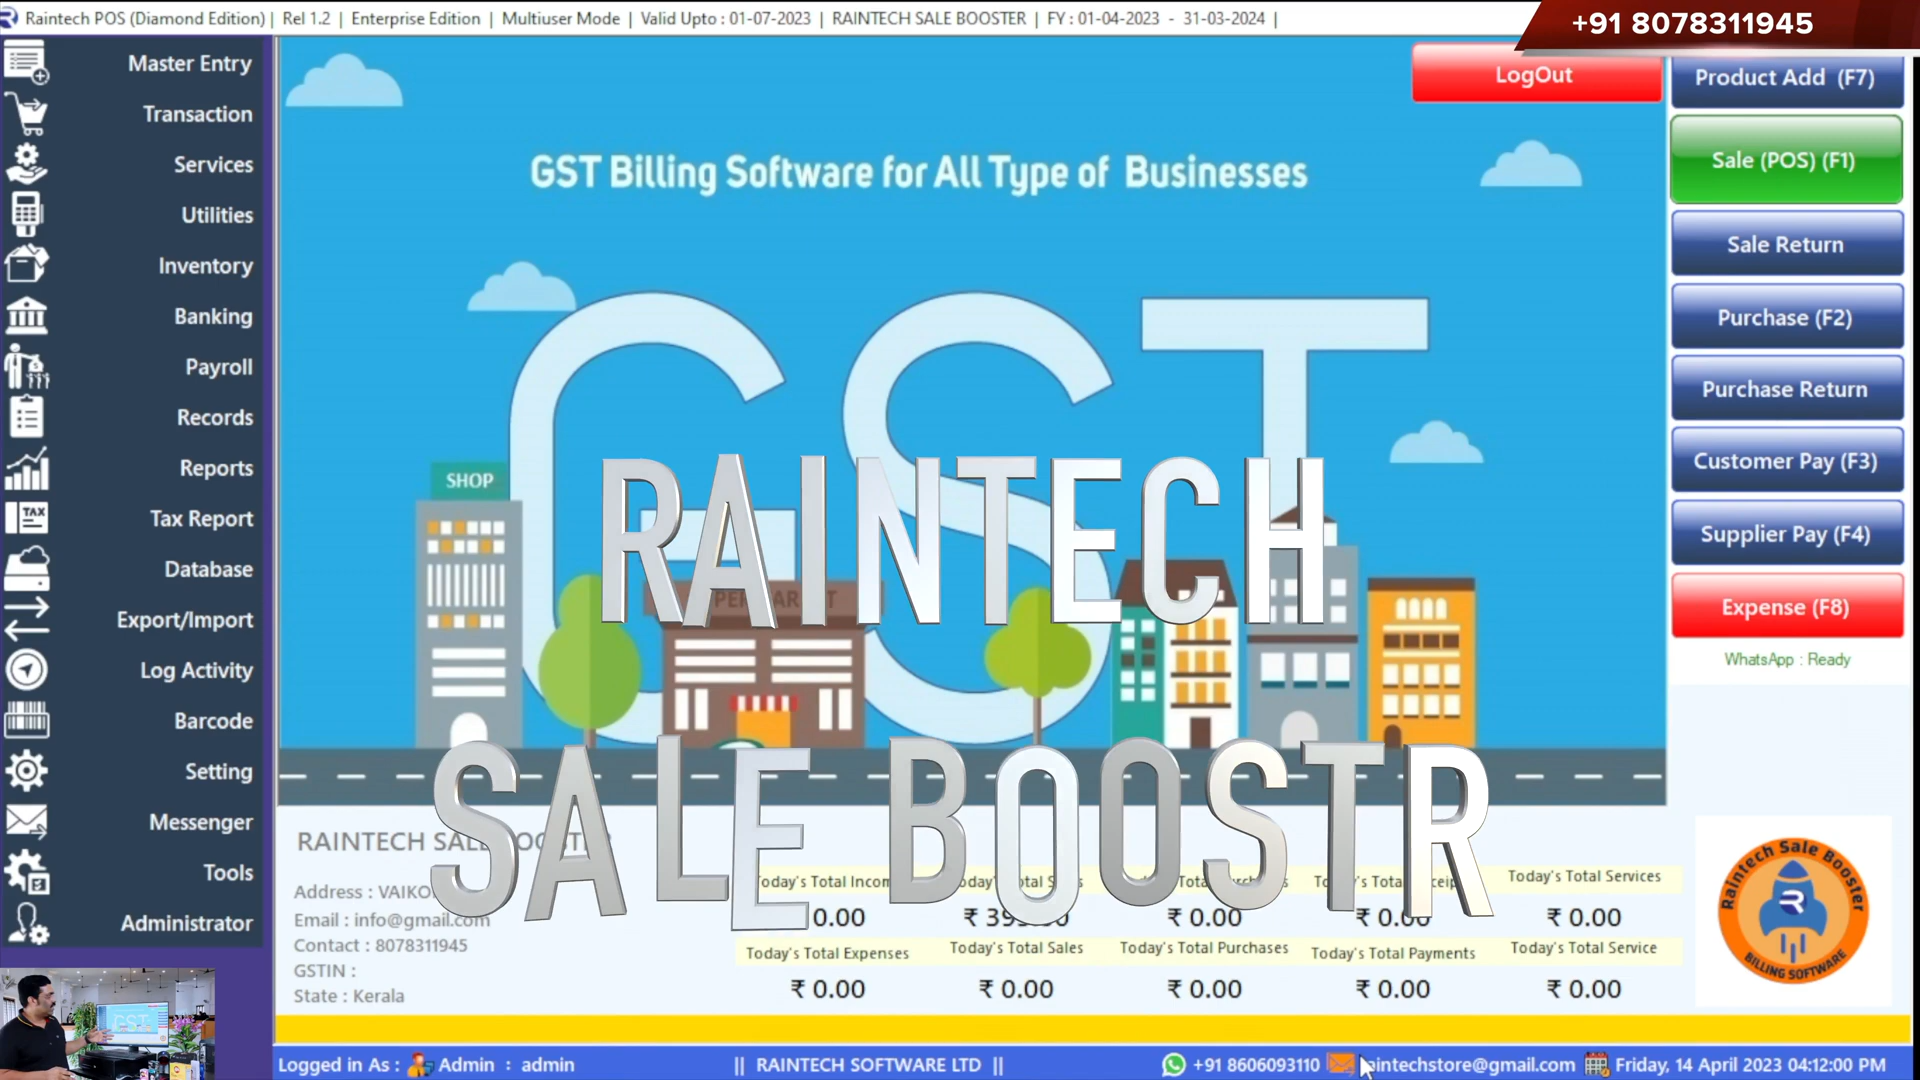 Raintech POS (Diamond Edition) | Rel 1.2 | Enterprise Edition | Multiuser Mode | Valid Upto : 01-07-2023 | RAINTECH SALE BOOSTER | FY : 01-04-2023 - 31-03-2024 |
+91 8078311945
Master Entry
Transaction
Services
Utilities
Inventory
Banking
Payroll
Records
Reports
Tax Report
Database
Export/Import
Log Activity
Barcode
Setting
Messenger
Tools
Administrator
LogOut
GST Billing Software for All Type of Businesses
GST
SHOP
RAINTECH
SALE BOOSTR
Product Add (F7)
Sale (POS) (F1)
Sale Return
Purchase (F2)
Purchase Return
Customer Pay (F3)
Supplier Pay (F4)
Expense (F8)
WhatsApp : Ready
RAINTECH
Address :
Email : info@gmail.com
Contact : 8078311945
GSTIN :
State : Kerala
Today's Total Services
0.00
₹ 0.00
₹ 0.00
₹ 0.00
Today's Total Expenses
Today's Total Sales
Today's Total Purchases
Today's Total Payments
Today's Total Service
₹ 0.00
₹ 0.00
₹ 0.00
₹ 0.00
₹ 0.00
Raintech Sale Booster
R
BILLING SOFTWARE
Logged in As : Admin : admin
|| RAINTECH SOFTWARE LTD ||
+91 8606093110
raintechstore@gmail.com
Friday, 14 April 2023 04:12:00 PM